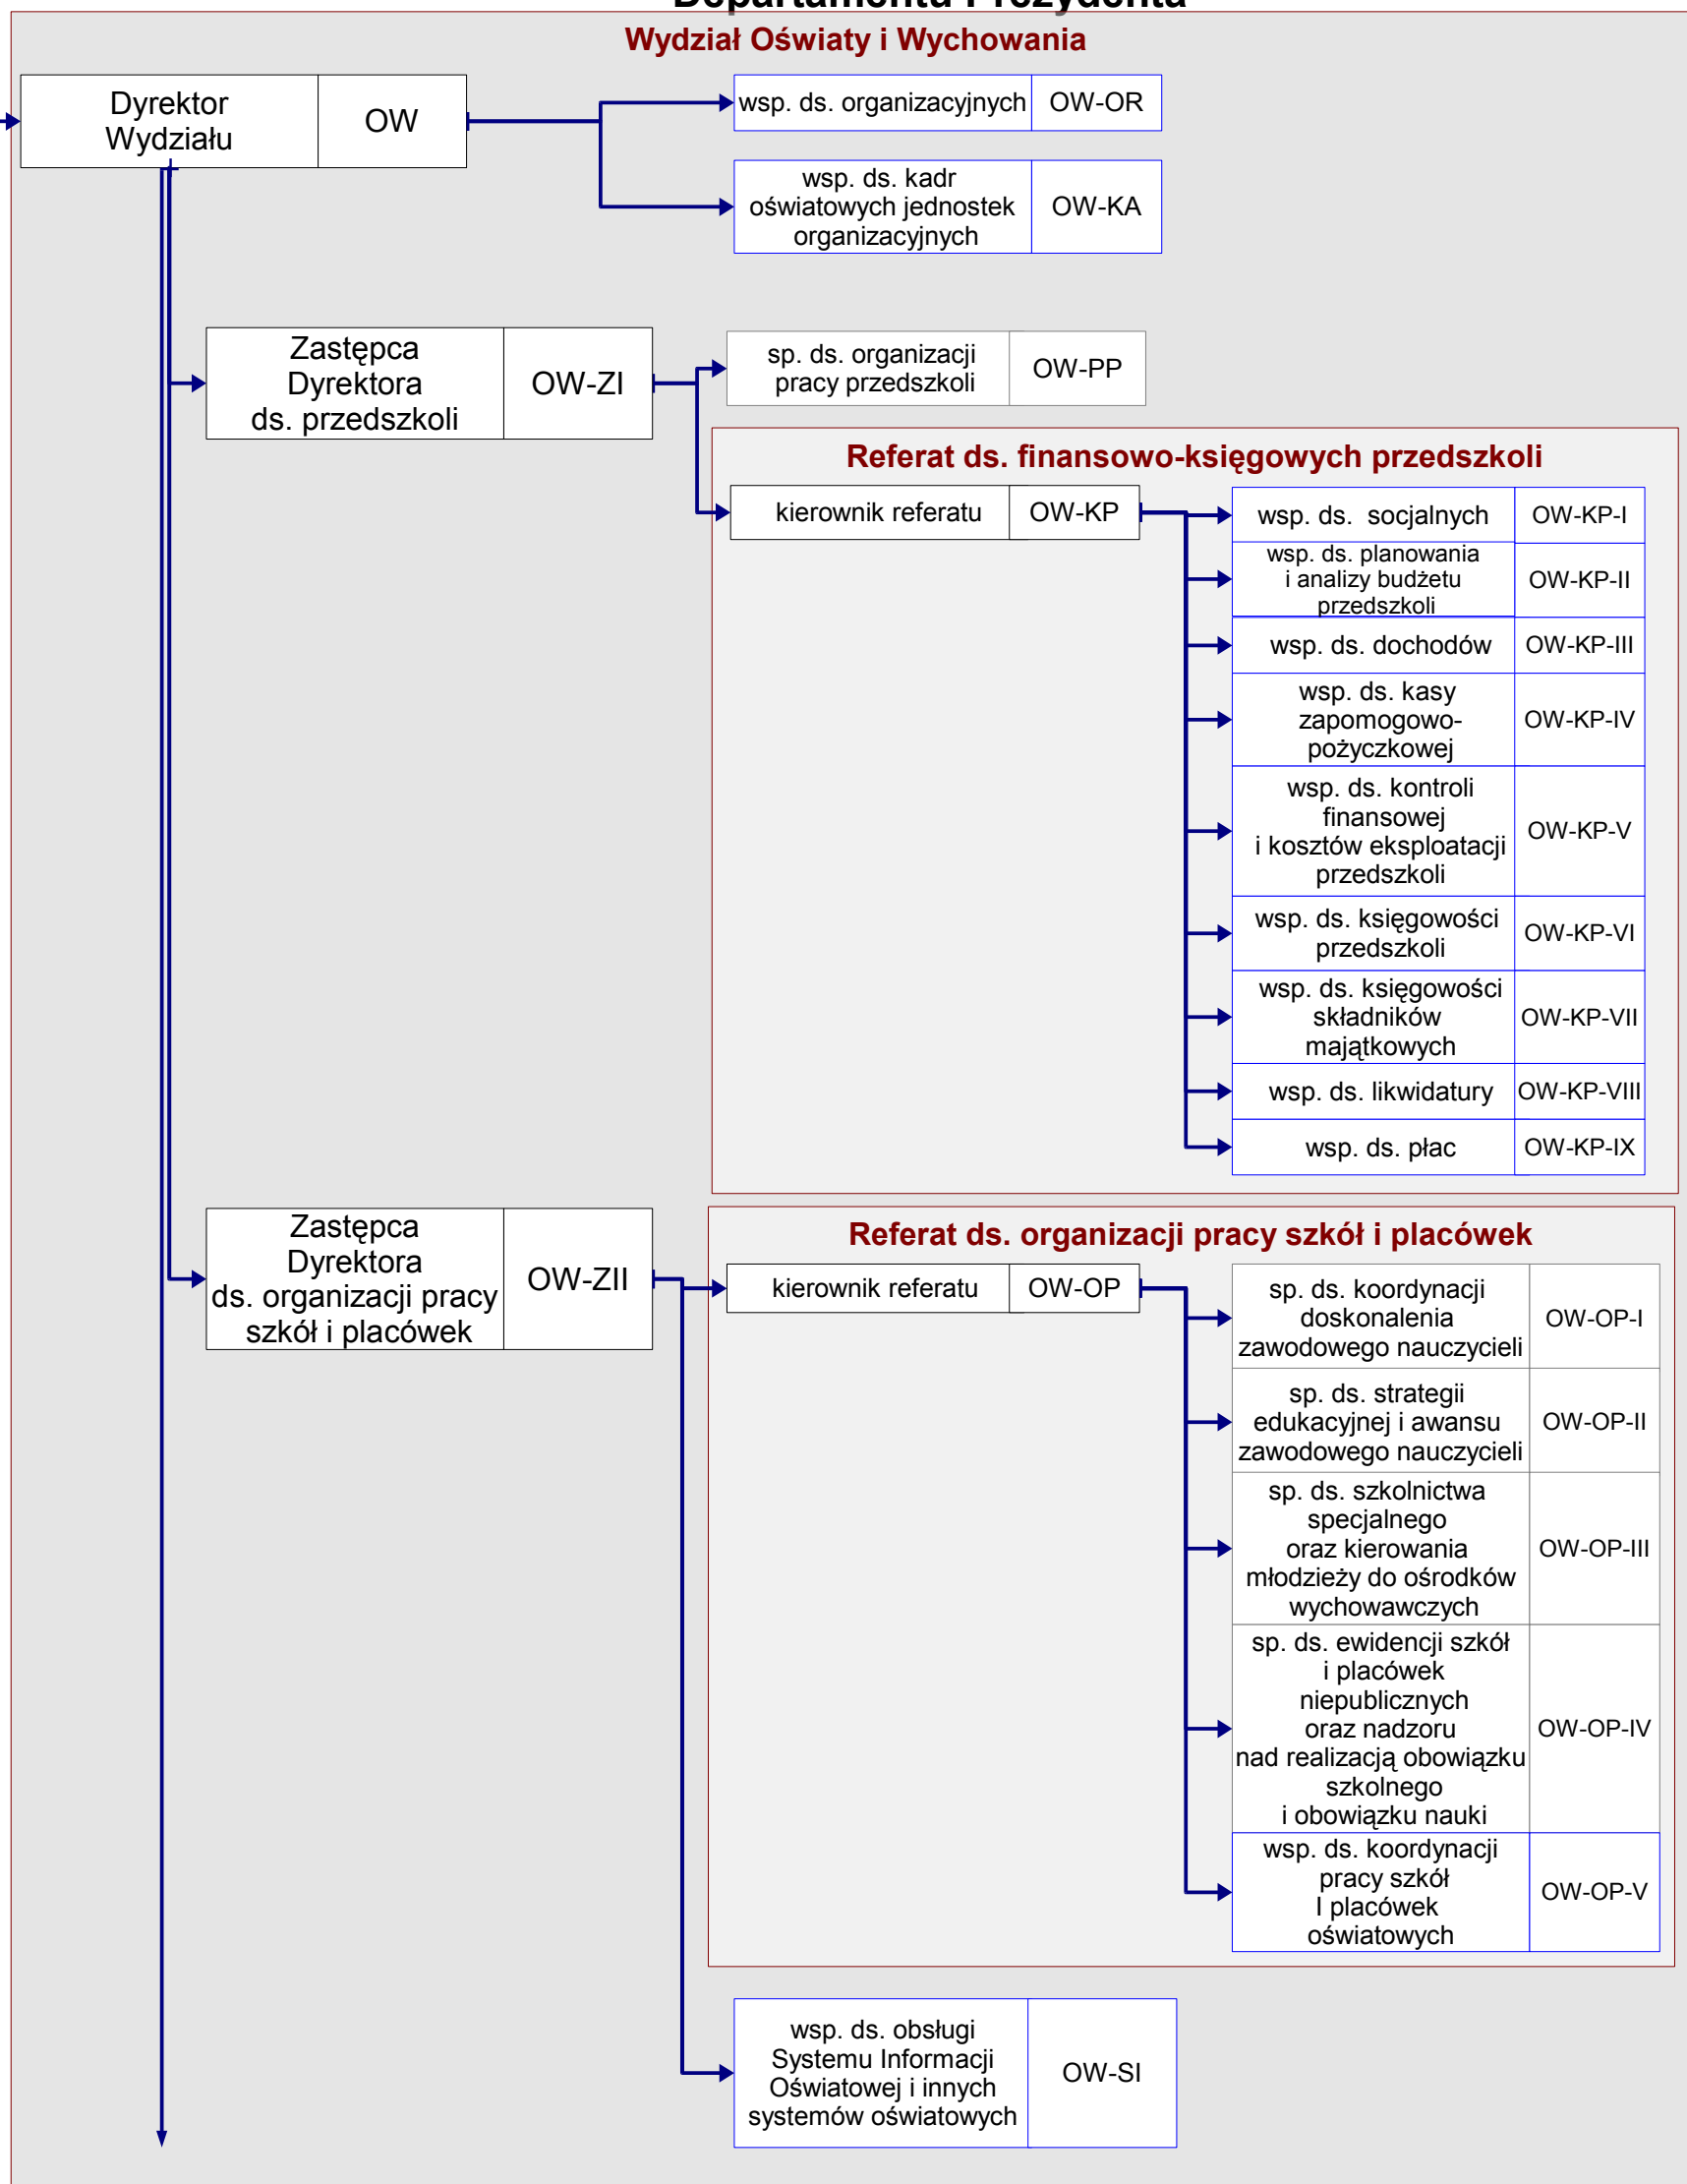 Departamentu Prezydenta
Wydział Oświaty i Wychowania
Dyrektor
Wydziału
OW
wsp. ds. organizacyjnych
OW-OR
wsp. ds. kadr
oświatowych jednostek
organizacyjnych
OW-KA
Zastępca
Dyrektora
ds. przedszkoli
OW-ZI
sp. ds. organizacji
pracy przedszkoli
OW-PP
Referat ds. finansowo-księgowych przedszkoli
kierownik referatu
OW-KP
wsp. ds. socjalnych
OW-KP-I
wsp. ds. planowania
i analizy budżetu
przedszkoli
OW-KP-II
wsp. ds. dochodów
OW-KP-III
wsp. ds. kasy
zapomogowo-
pożyczkowej
OW-KP-IV
wsp. ds. kontroli
finansowej
i kosztów eksploatacji
przedszkoli
OW-KP-V
wsp. ds. księgowości
przedszkoli
OW-KP-VI
wsp. ds. księgowości
składników
majątkowych
OW-KP-VII
wsp. ds. likwidatury
OW-KP-VIII
wsp. ds. płac
OW-KP-IX
Zastępca
Dyrektora
ds. organizacji pracy
szkół i placówek
OW-ZII
Referat ds. organizacji pracy szkół i placówek
kierownik referatu
OW-OP
sp. ds. koordynacji
doskonalenia
zawodowego nauczycieli
OW-OP-I
sp. ds. strategii
edukacyjnej i awansu
zawodowego nauczycieli
OW-OP-II
sp. ds. szkolnictwa
specjalnego
oraz kierowania
młodzieży do ośrodków
wychowawczych
OW-OP-III
sp. ds. ewidencji szkół
i placówek
niepublicznych
oraz nadzoru
nad realizacją obowiązku
szkolnego
i obowiązku nauki
OW-OP-IV
wsp. ds. koordynacji
pracy szkół
I placówek
oświatowych
OW-OP-V
wsp. ds. obsługi
Systemu Informacji
Oświatowej i innych
systemów oświatowych
OW-SI